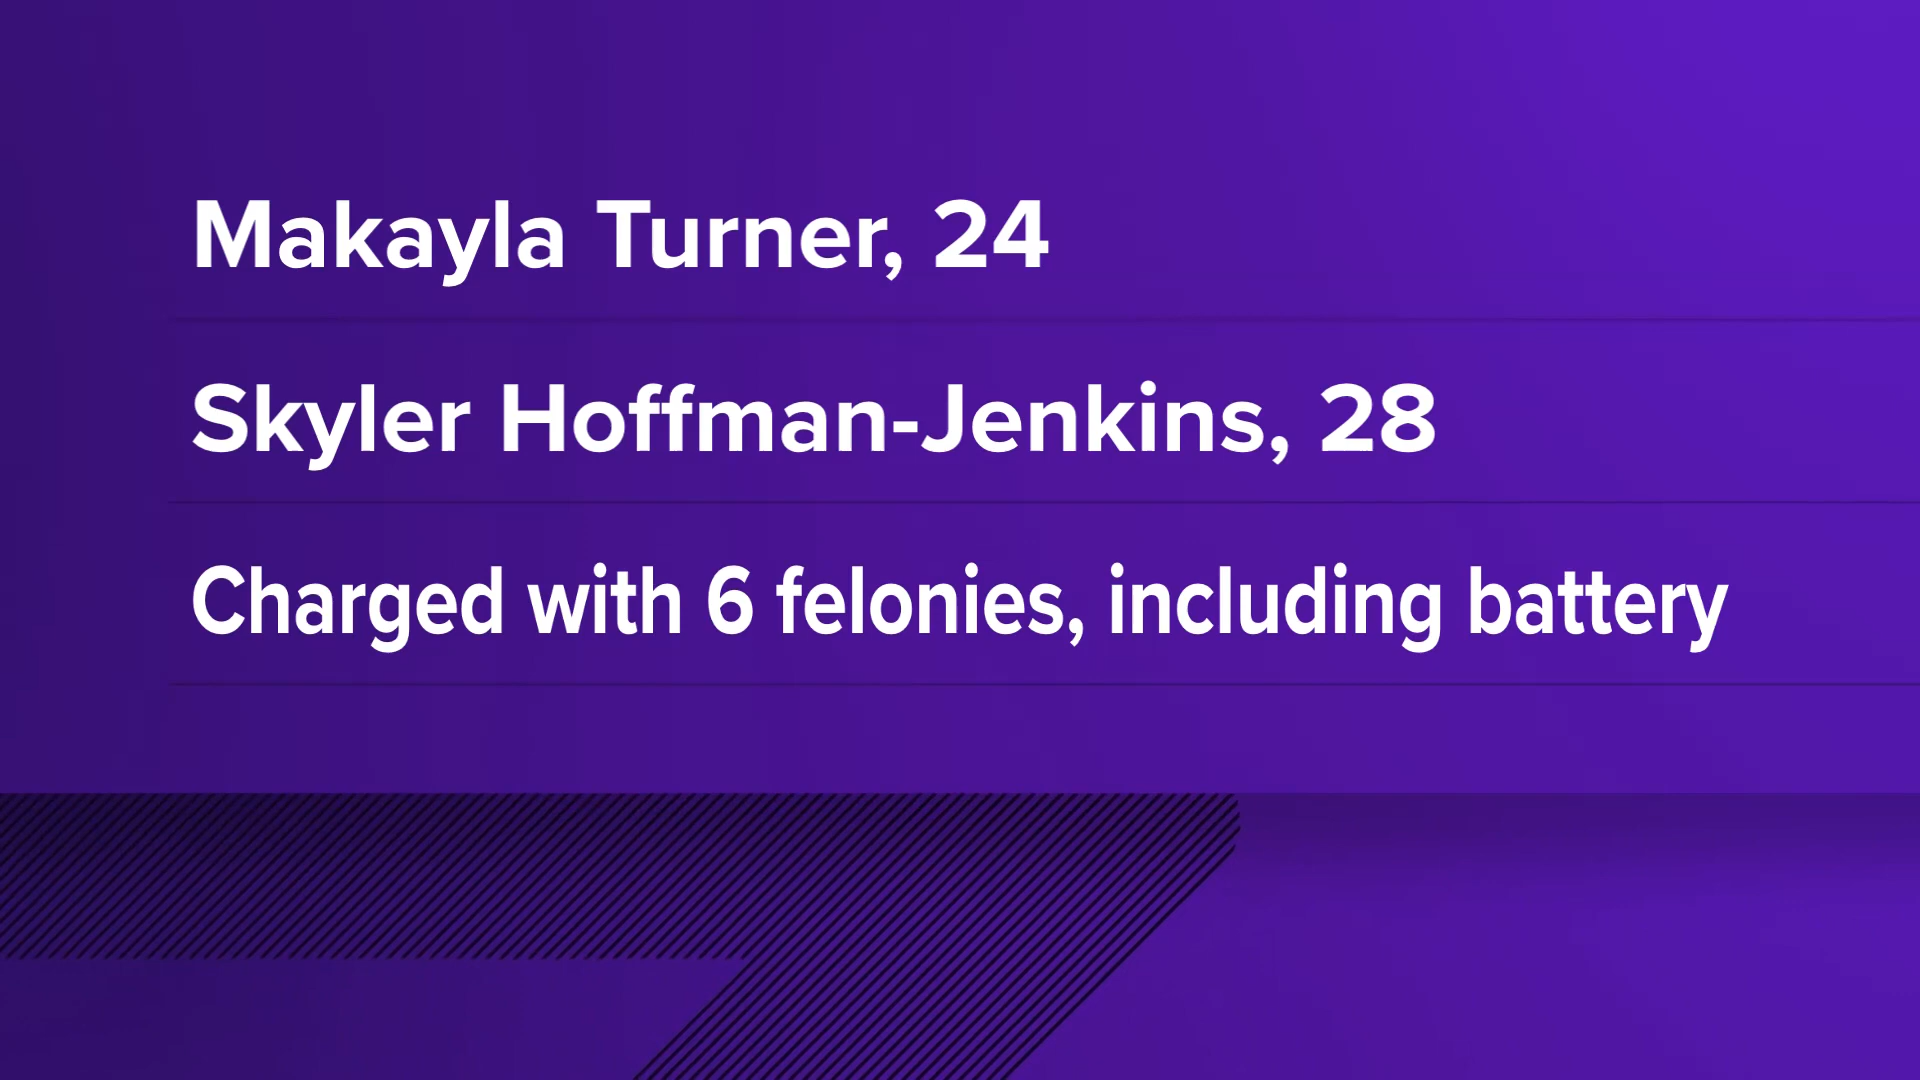 Makayla Turner, 24
Skyler Hoffman-Jenkins, 28
Charged with 6 felonies, including battery